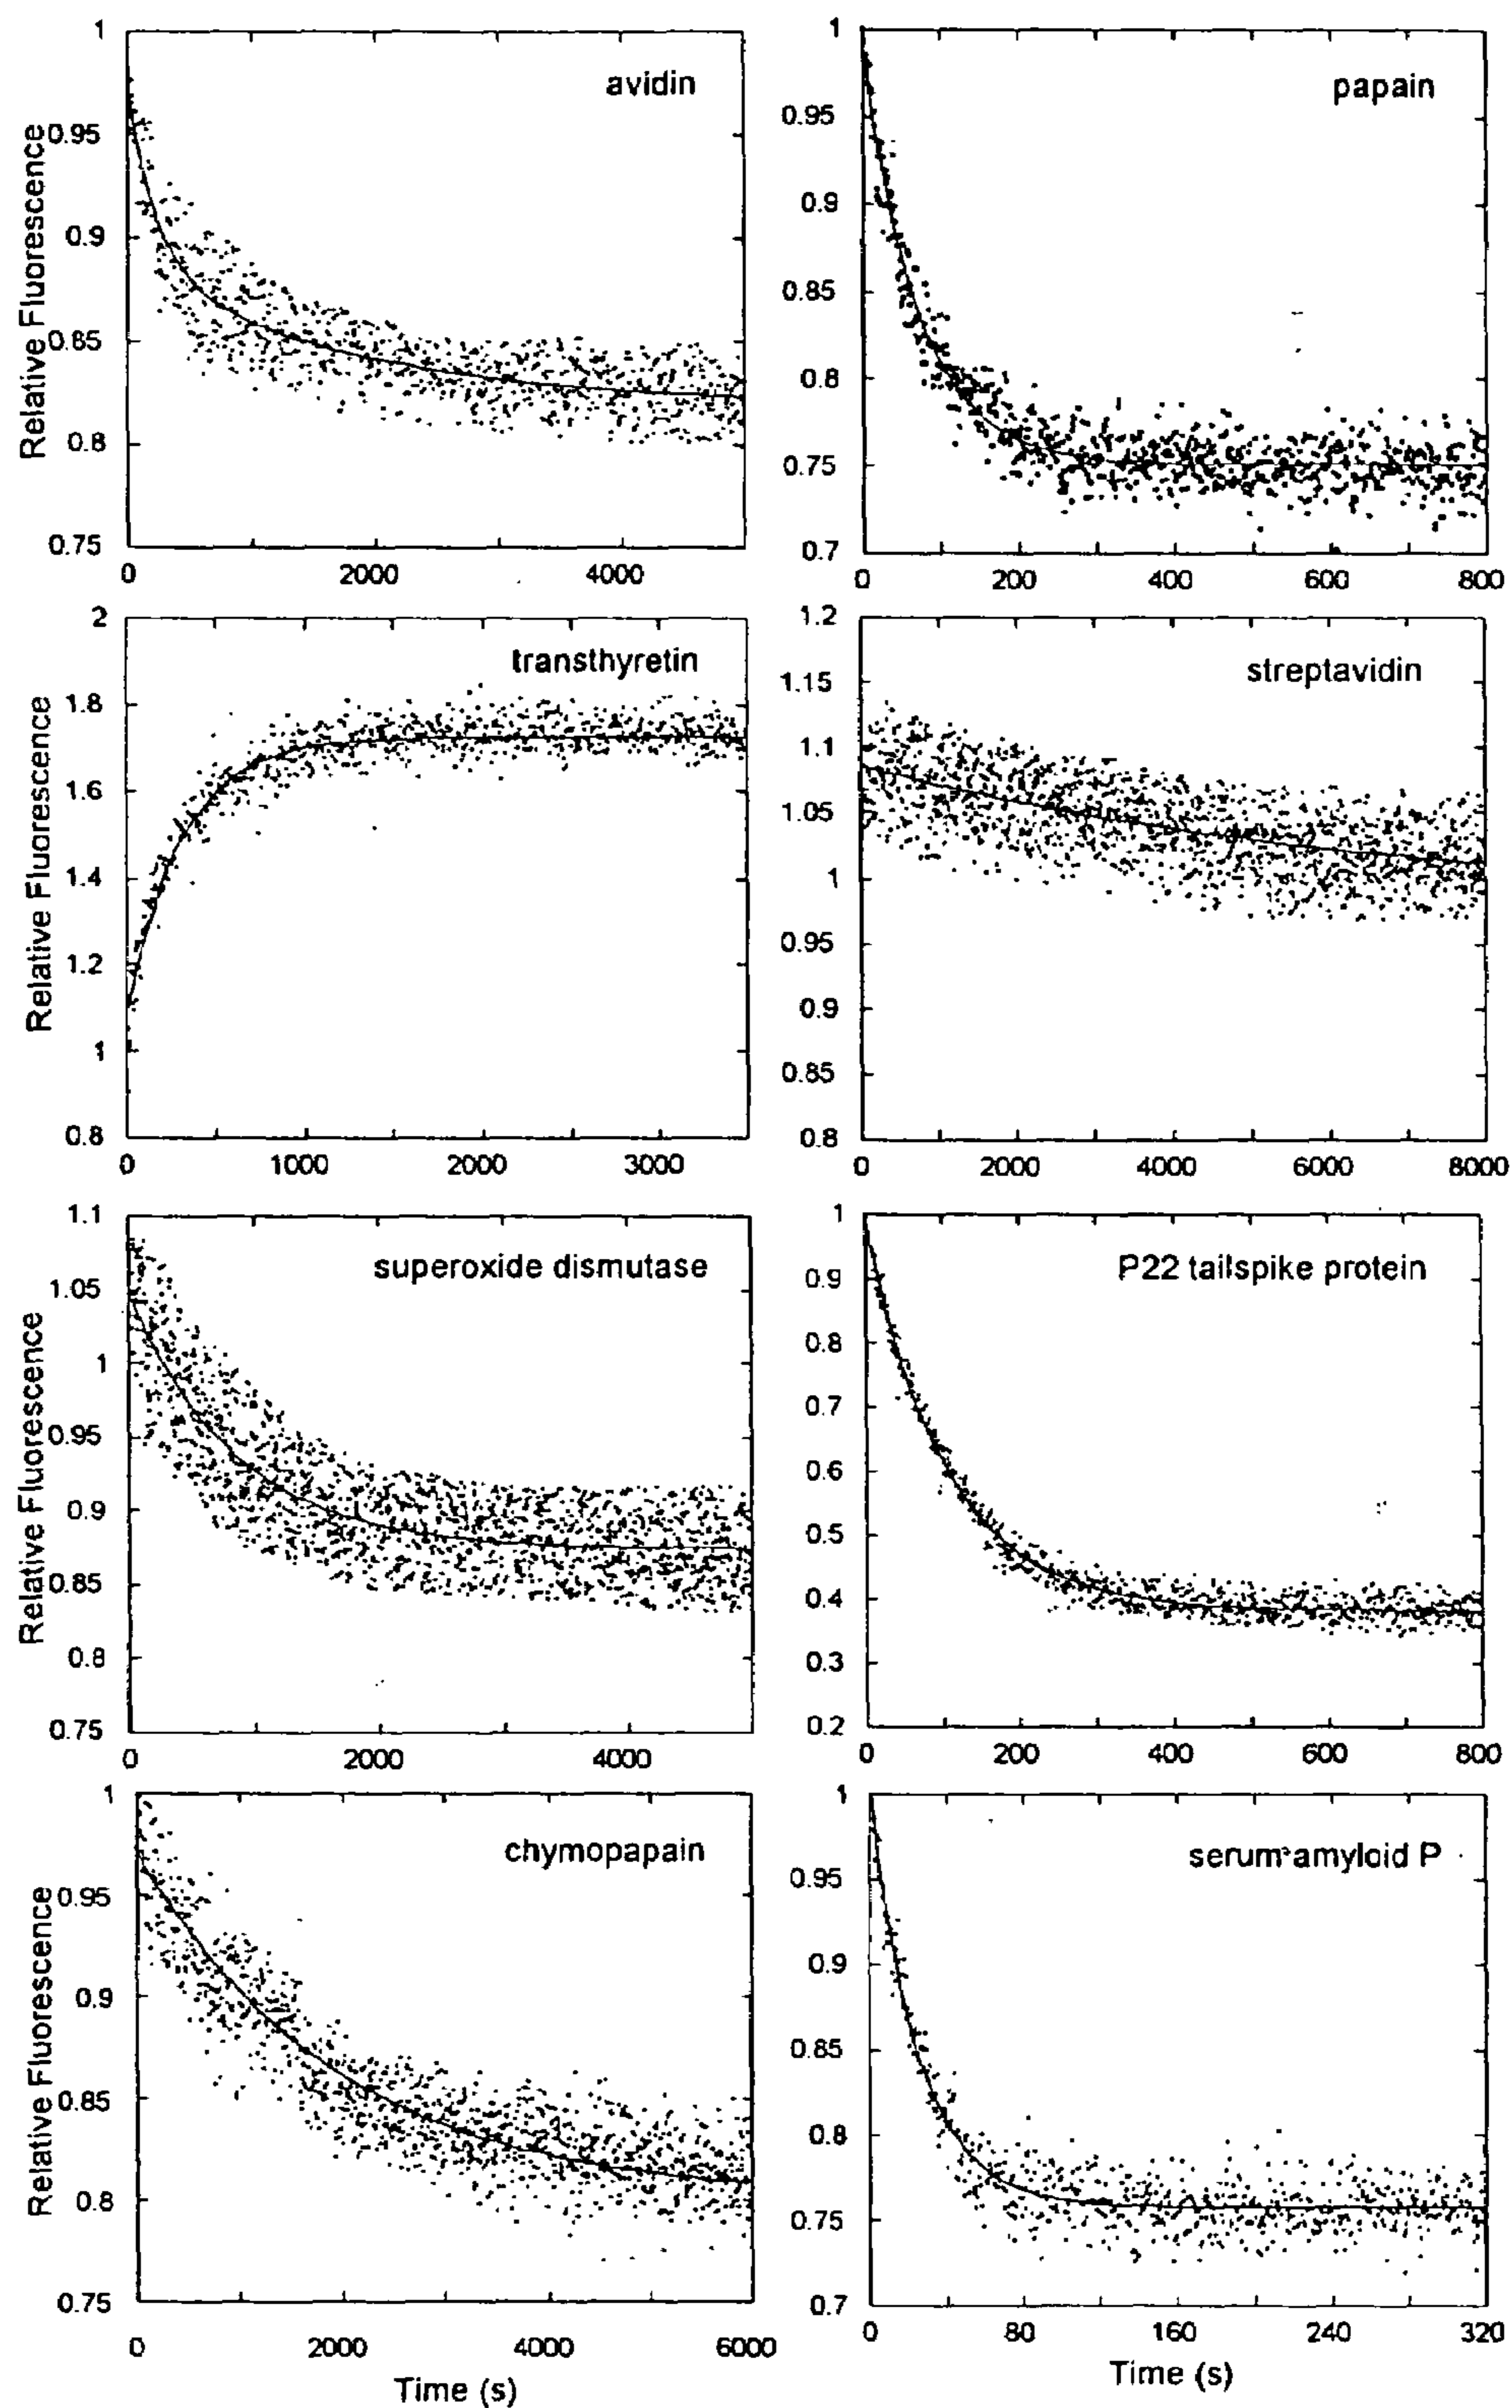 avidin
Relative Fluorescence
1
0.95
0.9
0.85
0.8
0.75
0 2000 4000
papain
1
0.95
0.9
0.85
0.8
0.75
0.7
0 200 400 600 800
transthyretin
Relative Fluorescence
2
1.8
1.6
1.4
1.2
1
0.8
0 1000 2000 3000
streptavidin
1.2
1.15
1.1
1.05
1
0.95
0.9
0.85
0.8
0 2000 4000 6000 8000
superoxide dismutase
Relative Fluorescence
1.1
1.05
1
0.95
0.9
0.85
0.8
0.75
0 2000 4000
P22 tailspike protein
1
0.9
0.8
0.7
0.6
0.5
0.4
0.3
0.2
0 200 400 600 800
chymopapain
Relative Fluorescence
1
0.95
0.9
0.85
0.8
0.75
0 2000 4000 6000
Time (s)
serum amyloid P
1
0.95
0.9
0.85
0.8
0.75
0.7
0 80 160 240 320
Time (s)